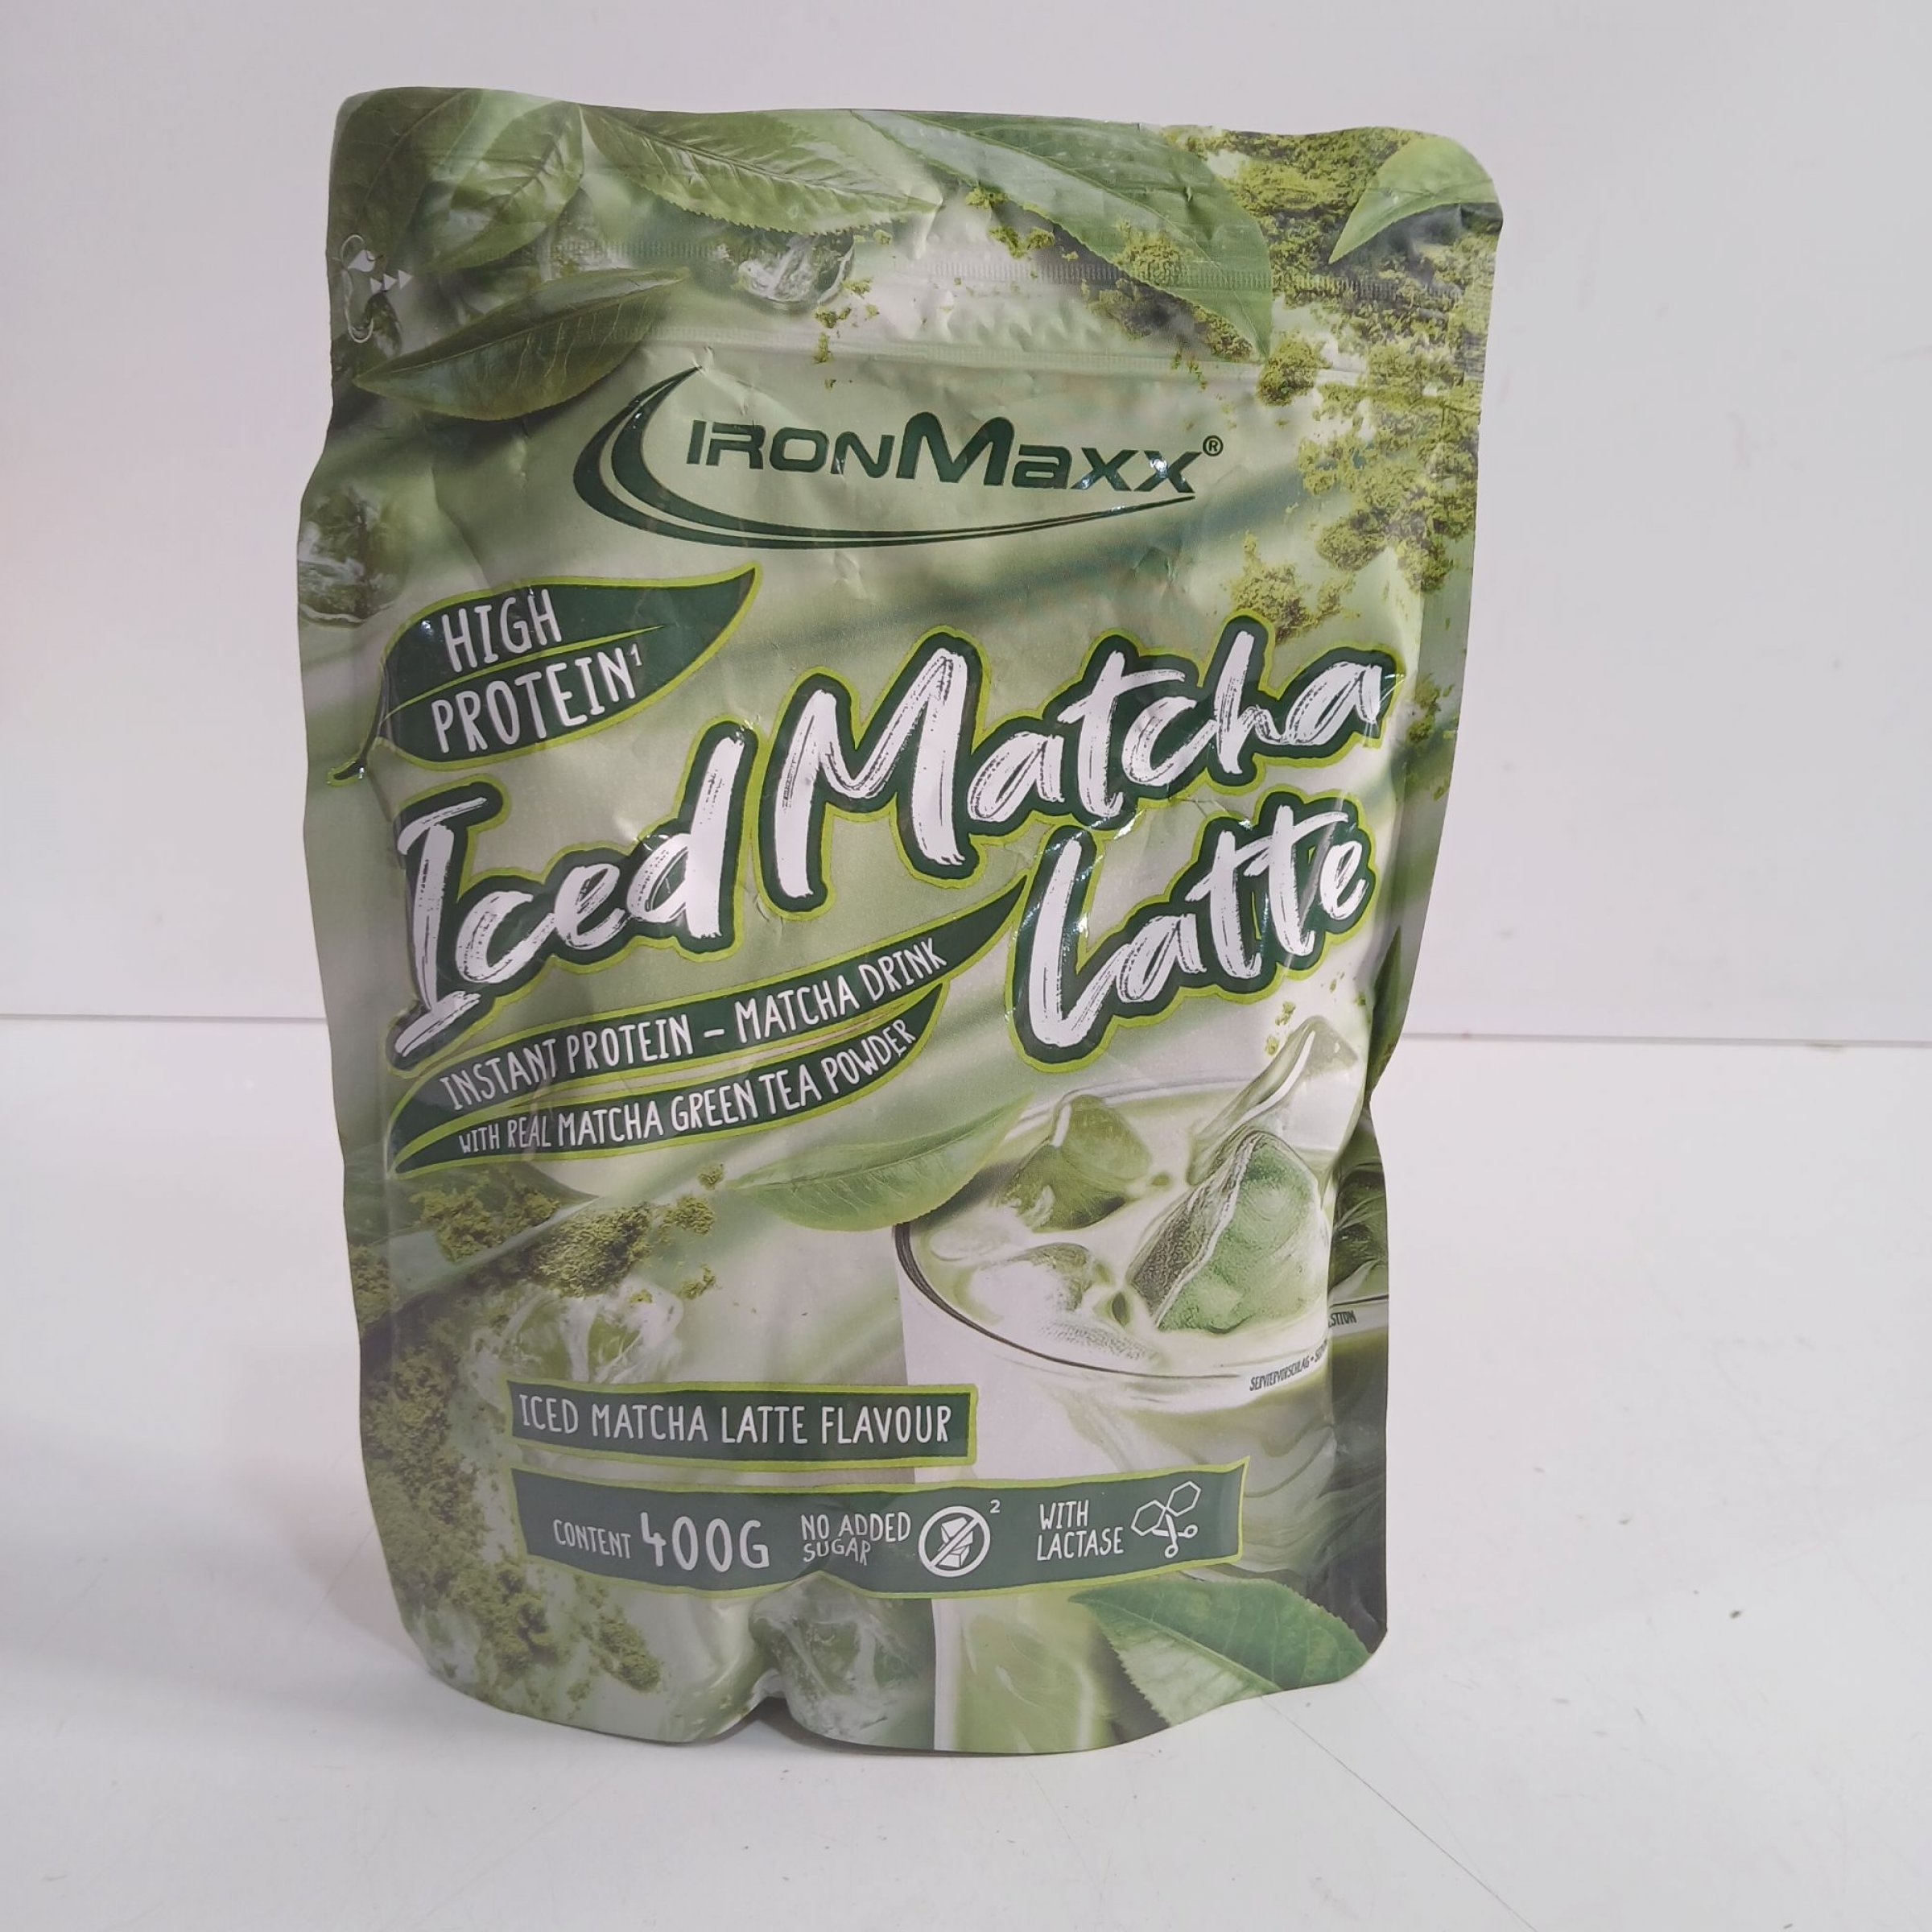 IRONMaxx®
HIGH
PROTEIN¹
Iced Matcha
Latte
INSTANT PROTEIN – MATCHA DRINK
WITH REAL MATCHA GREEN TEA POWDER
SERVIERVORSCHLAG
ICED MATCHA LATTE FLAVOUR
CONTENT 400G
NO ADDED
SUGAR
2
WITH
LACTASE